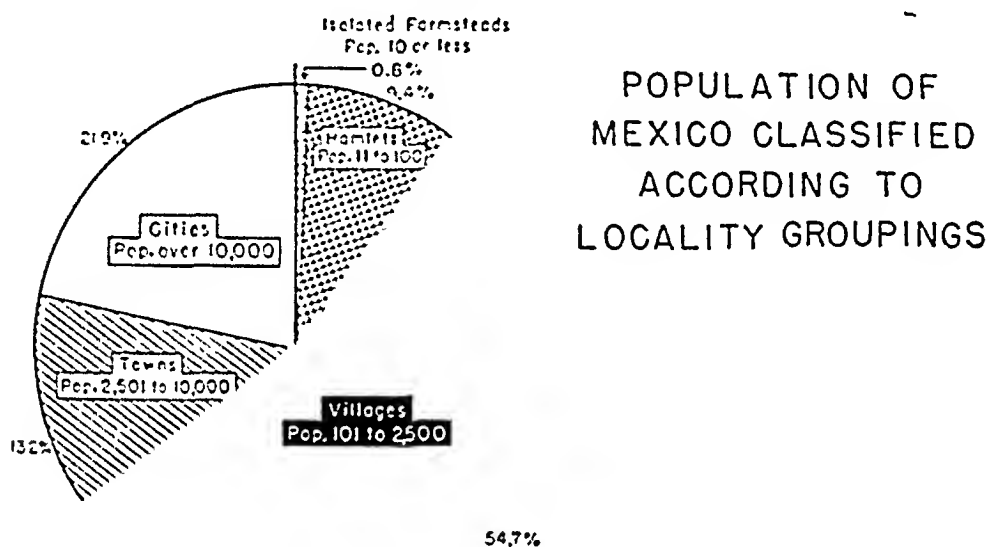 Isolated Farmsteads
Pop. 10 or less
0.8%
9.4%
21.9%
Hamlets
Pop. 11 to 100
Cities
Pop. over 10,000
Towns
Pop. 2,501 to 10,000
13.2%
Villages
Pop. 101 to 2,500
54.7%
POPULATION OF
MEXICO CLASSIFIED
ACCORDING TO
LOCALITY GROUPINGS